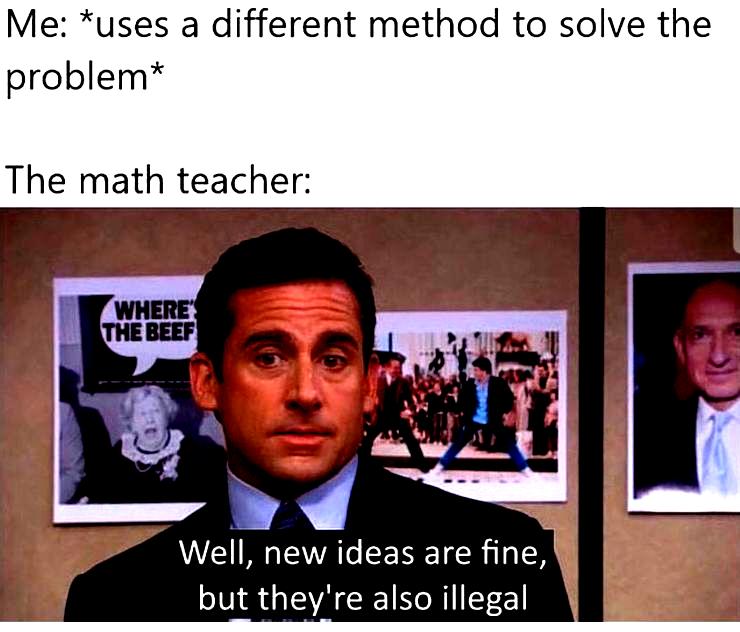 Me: *uses a different method to solve the
problem*
The math teacher:
WHERE'S
THE BEEF
Well, new ideas are fine,
but they're also illegal